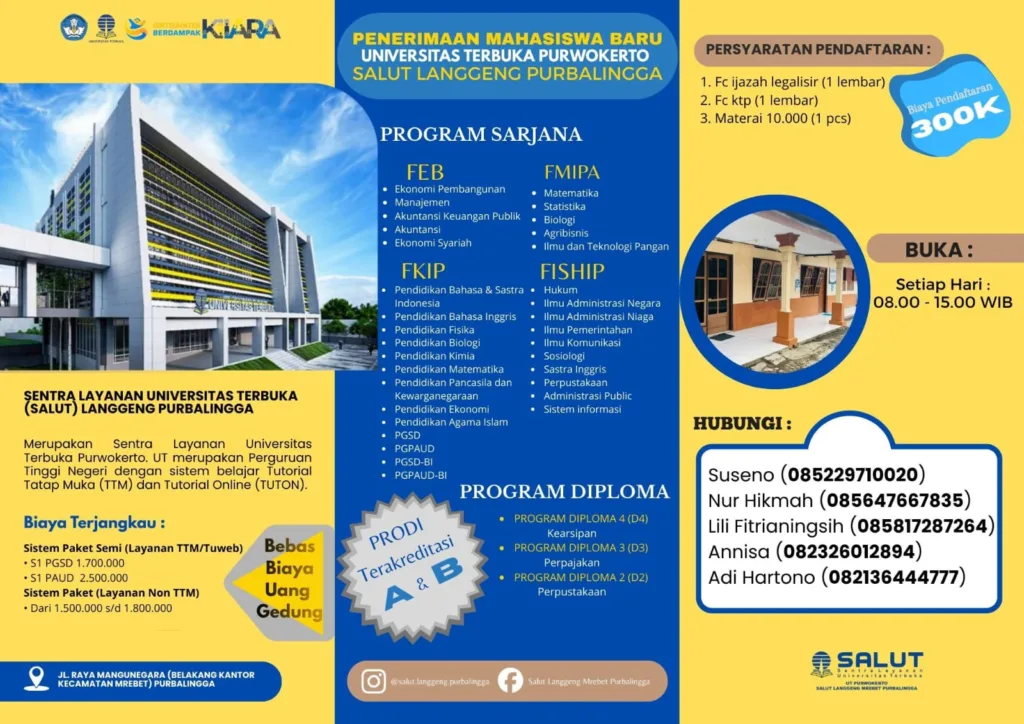 BERDAMPAK
PENERIMAAN MAHASISWA BARU
UNIVERSITAS TERBUKA PURWOKERTO
SALUT LANGGENG PURBALINGGA
UNIVERSITAS TERBUKA
SENTRA LAYANAN UNIVERSITAS TERBUKA
(SALUT) LANGGENG PURBALINGGA
Merupakan Sentra Layanan Universitas
Terbuka Purwokerto. UT merupakan Perguruan
Tinggi Negeri dengan sistem belajar Tutorial
Tatap Muka (TTM) dan Tutorial Online (TUTON).
Biaya Terjangkau :
Sistem Paket Semi (Layanan TTM/Tuweb)
• S1 PGSD 1.700.000
• S1 PAUD 2.500.000
Sistem Paket (Layanan Non TTM)
• Dari 1.500.000 s/d 1.800.000
Bebas
Biaya
Uang
Gedung
JL. RAYA MANGUNEGARA (BELAKANG KANTOR
KECAMATAN MREBET) PURBALINGGA
PROGRAM SARJANA
FEB
• Ekonomi Pembangunan
• Manajemen
• Akuntansi Keuangan Publik
• Akuntansi
• Ekonomi Syariah
FMIPA
• Matematika
• Statistika
• Biologi
• Agribisnis
• Ilmu dan Teknologi Pangan
FKIP
• Pendidikan Bahasa & Sastra
Indonesia
• Pendidikan Bahasa Inggris
• Pendidikan Fisika
• Pendidikan Biologi
• Pendidikan Kimia
• Pendidikan Matematika
• Pendidikan Pancasila dan
Kewarganegaraan
• Pendidikan Ekonomi
• Pendidikan Agama Islam
• PGSD
• PGPAUD
• PGSD-BI
• PGPAUD-BI
FISHIP
• Hukum
• Ilmu Administrasi Negara
• Ilmu Administrasi Niaga
• Ilmu Pemerintahan
• Ilmu Komunikasi
• Sosiologi
• Sastra Inggris
• Perpustakaan
• Administrasi Public
• Sistem informasi
PROGRAM DIPLOMA
• PROGRAM DIPLOMA 4 (D4)
Kearsipan
• PROGRAM DIPLOMA 3 (D3)
Perpajakan
• PROGRAM DIPLOMA 2 (D2)
Perpustakaan
PRODI
Terakreditasi
A & B
@salut.langgeng.purbalingga
Salut Langgeng Mrebet Purbalingga
PERSYARATAN PENDAFTARAN :
1. Fc ijazah legalisir (1 lembar)
2. Fc ktp (1 lembar)
3. Materai 10.000 (1 pcs)
Biaya Pendaftaran
300K
BUKA :
Setiap Hari :
08.00 - 15.00 WIB
HUBUNGI :
Suseno (085229710020)
Nur Hikmah (085647667835)
Lili Fitrianingsih (085817287264)
Annisa (082326012894)
Adi Hartono (082136444777)
SALUT
Sentra Layanan
Universitas Terbuka
UT PURWOKERTO
SALUT LANGGENG MREBET PURBALINGGA